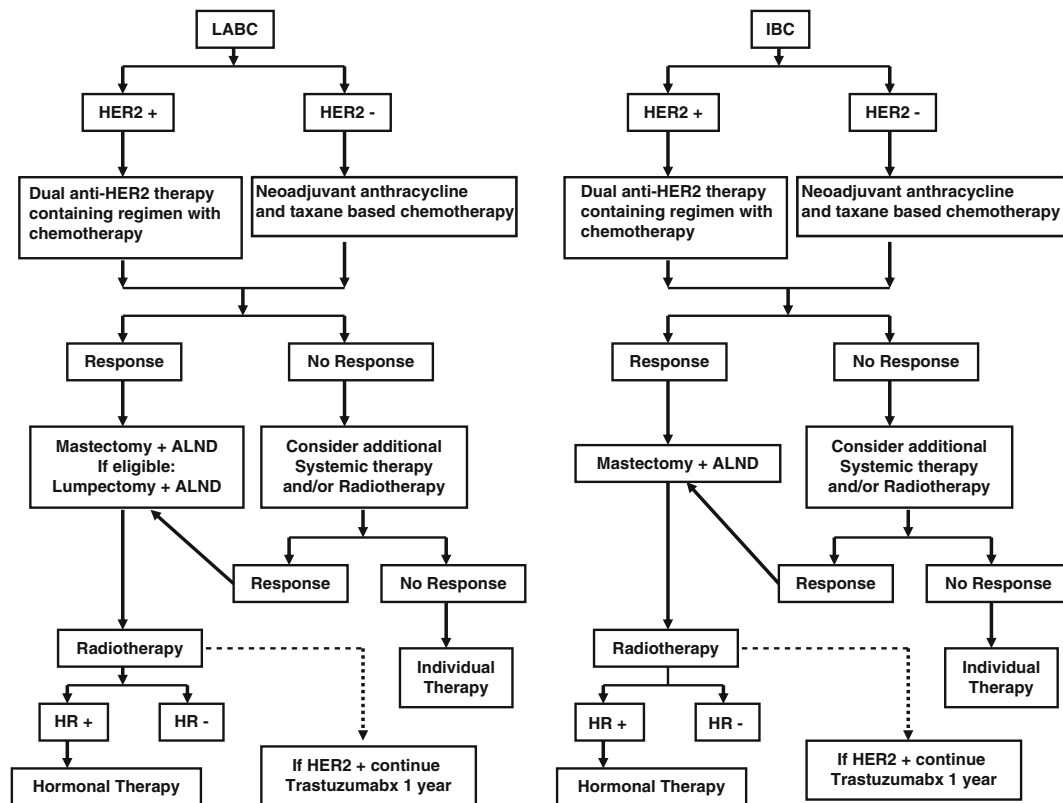 LABC
HER2 +
HER2 -
Dual anti-HER2 therapy
containing regimen with
chemotherapy
Neoadjuvant anthracycline
and taxane based chemotherapy
Response
No Response
Mastectomy + ALND
If eligible:
Lumpectomy + ALND
Consider additional
Systemic therapy
and/or Radiotherapy
Response
No Response
Radiotherapy
Individual
Therapy
HR +
HR -
Hormonal Therapy
If HER2 + continue
Trastuzumabx 1 year
IBC
HER2 +
HER2 -
Dual anti-HER2 therapy
containing regimen with
chemotherapy
Neoadjuvant anthracycline
and taxane based chemotherapy
Response
No Response
Mastectomy + ALND
Consider additional
Systemic therapy
and/or Radiotherapy
Response
No Response
Radiotherapy
Individual
Therapy
HR +
HR -
Hormonal Therapy
If HER2 + continue
Trastuzumabx 1 year